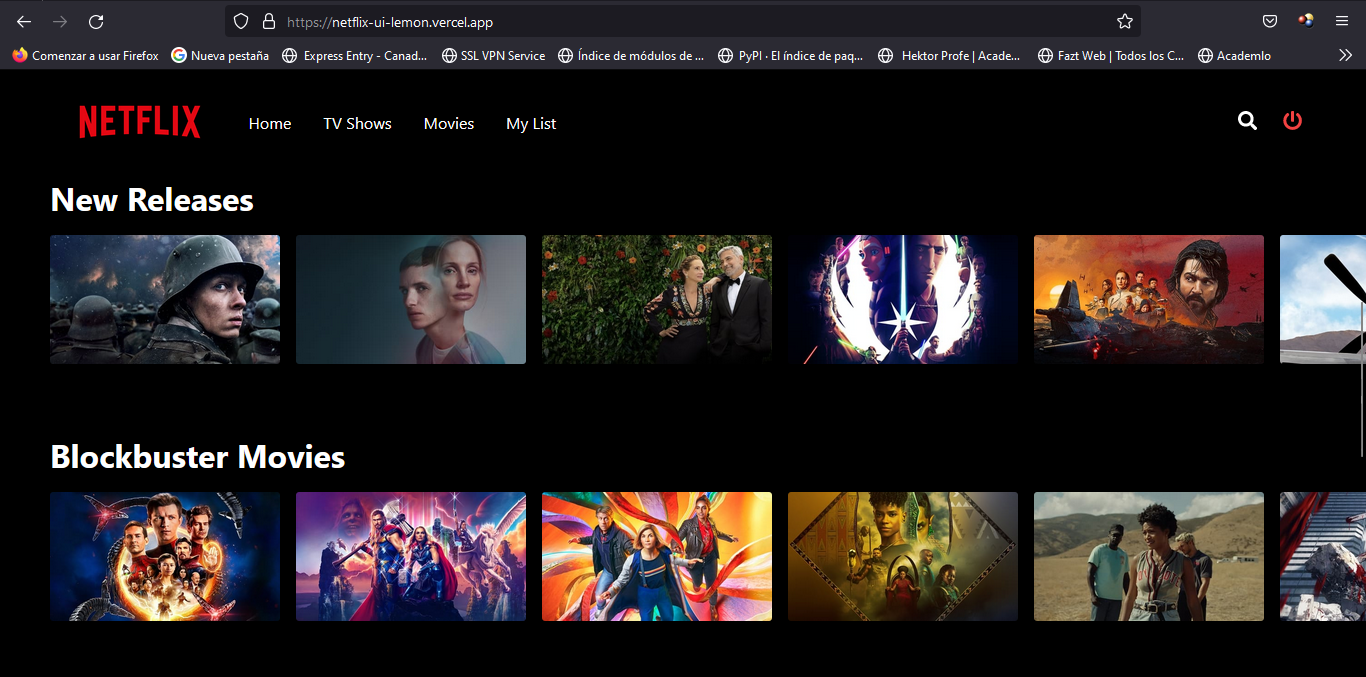 https://netflix-ui-lemon.vercel.app
Comenzar a usar Firefox Nueva pestaña Express Entry - Canad... SSL VPN Service Índice de módulos de ... PyPI · El índice de paq... Hektor Profe | Acade... Fazt Web | Todos los C... Academlo
NETFLIX Home TV Shows Movies My List
New Releases
Blockbuster Movies